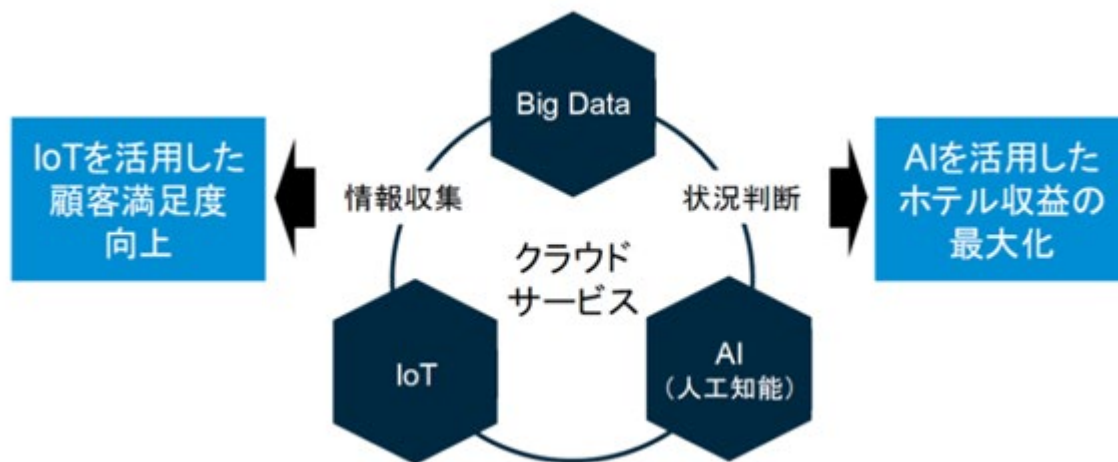 Big Data
IoTを活用した
顧客満足度
向上
情報収集
状況判断
AIを活用した
ホテル収益の
最大化
クラウド
サービス
IoT
AI
（人工知能）